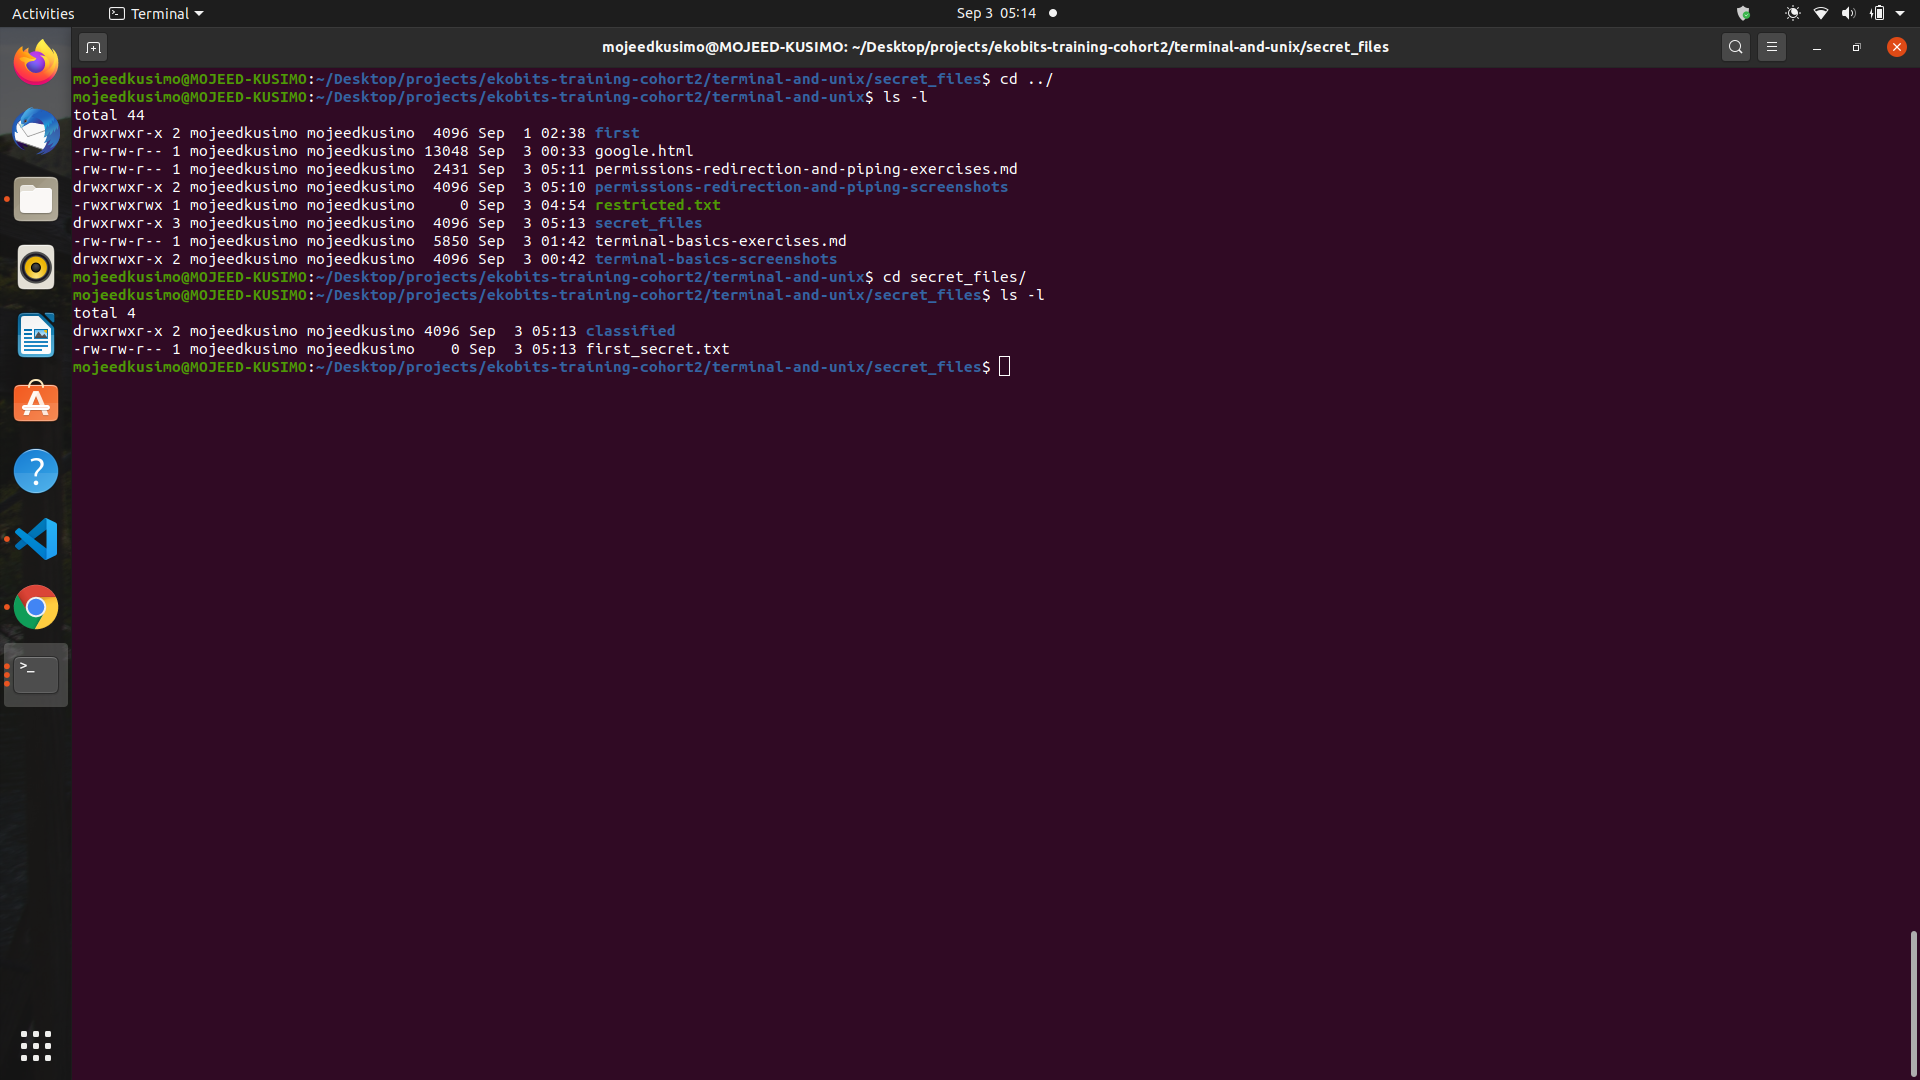 Activities Terminal Sep 3 05:14
mojeedkusimo@MOJEED-KUSIMO: ~/Desktop/projects/ekobits-training-cohort2/terminal-and-unix/secret_files
mojeedkusimo@MOJEED-KUSIMO:~/Desktop/projects/ekobits-training-cohort2/terminal-and-unix/secret_files$ cd ../
mojeedkusimo@MOJEED-KUSIMO:~/Desktop/projects/ekobits-training-cohort2/terminal-and-unix$ ls -l
total 44
drwxrwxr-x 2 mojeedkusimo mojeedkusimo  4096 Sep  1 02:38 first
-rw-rw-r-- 1 mojeedkusimo mojeedkusimo 13048 Sep  3 00:33 google.html
-rw-rw-r-- 1 mojeedkusimo mojeedkusimo  2431 Sep  3 05:11 permissions-redirection-and-piping-exercises.md
drwxrwxr-x 2 mojeedkusimo mojeedkusimo  4096 Sep  3 05:10 permissions-redirection-and-piping-screenshots
-rwxrwxrwx 1 mojeedkusimo mojeedkusimo     0 Sep  3 04:54 restricted.txt
drwxrwxr-x 3 mojeedkusimo mojeedkusimo  4096 Sep  3 05:13 secret_files
-rw-rw-r-- 1 mojeedkusimo mojeedkusimo  5850 Sep  3 01:42 terminal-basics-exercises.md
drwxrwxr-x 2 mojeedkusimo mojeedkusimo  4096 Sep  3 00:42 terminal-basics-screenshots
mojeedkusimo@MOJEED-KUSIMO:~/Desktop/projects/ekobits-training-cohort2/terminal-and-unix$ cd secret_files/
mojeedkusimo@MOJEED-KUSIMO:~/Desktop/projects/ekobits-training-cohort2/terminal-and-unix/secret_files$ ls -l
total 4
drwxrwxr-x 2 mojeedkusimo mojeedkusimo 4096 Sep  3 05:13 classified
-rw-rw-r-- 1 mojeedkusimo mojeedkusimo    0 Sep  3 05:13 first_secret.txt
mojeedkusimo@MOJEED-KUSIMO:~/Desktop/projects/ekobits-training-cohort2/terminal-and-unix/secret_files$